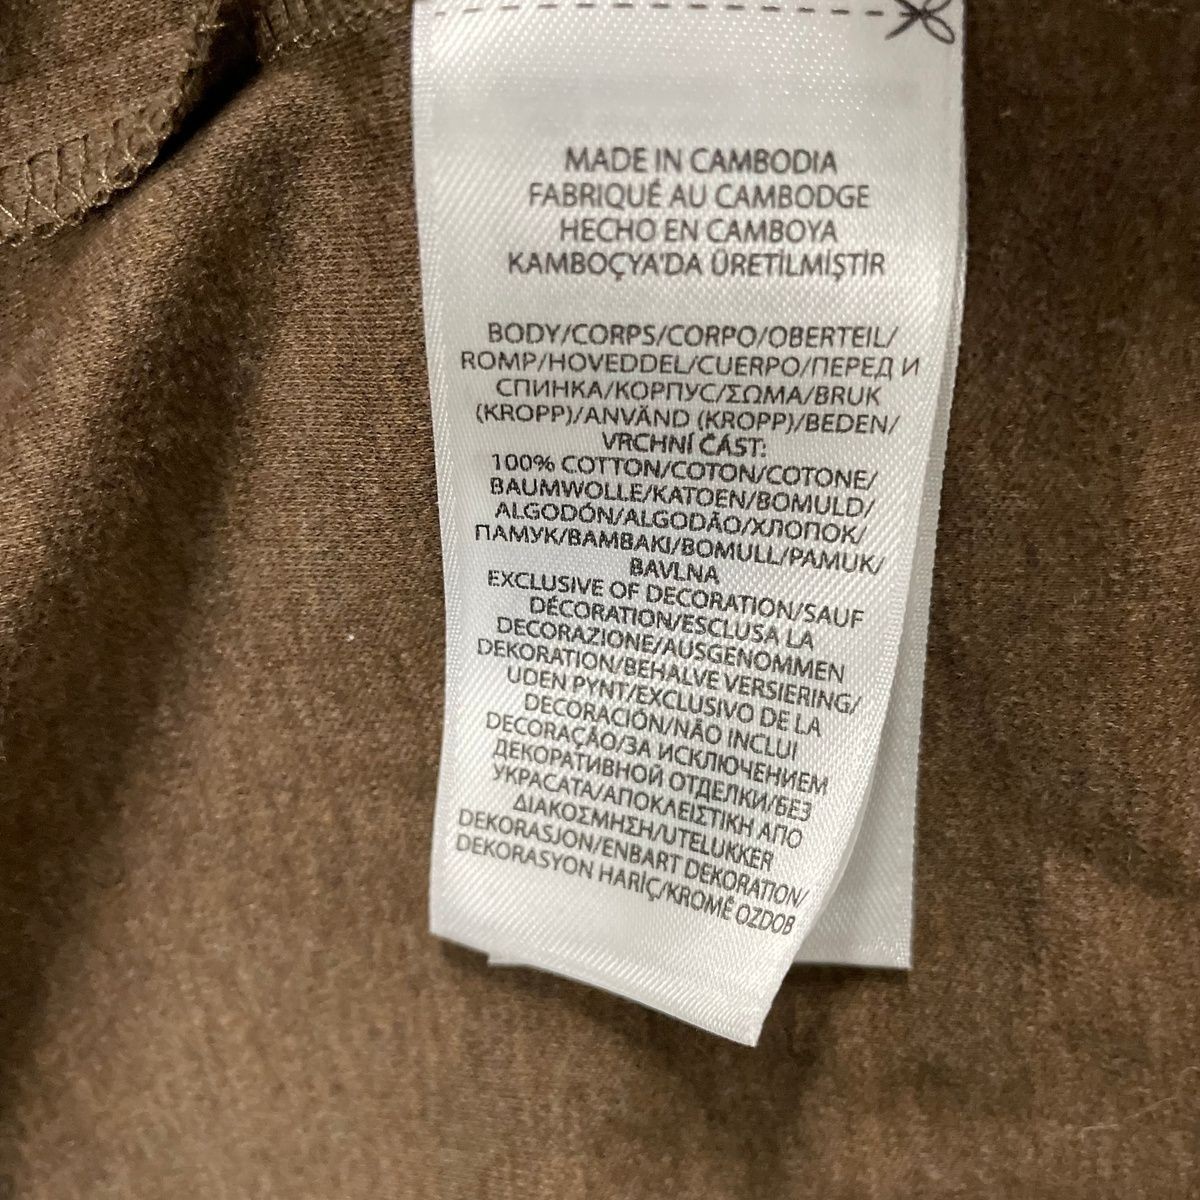 MADE IN CAMBODIA
FABRIQUÉ AU CAMBODGE
HECHO EN CAMBOYA
KAMBOÇYA'DA ÜRETİLMİŞTİR
BODY/CORPS/CORPO/OBERTEIL/
ROMP/HOVEDDEL/CUERPO/ПЕРЕД И
СПИНКА/КОРПУС/ΣΩΜΑ/BRUK
(KROPP)/ANVÄND (KROPP)/BEDEN/
VRCHNÍ ČÁST:
100% COTTON/COTON/COTONE/
BAUMWOLLE/KATOEN/BOMULD/
ALGODÓN/ALGODÃO/ХЛОПОК/
ПАМУК/ΒΑΜΒΑΚΙ/BOMULL/PAMUK/
BAVLNA
EXCLUSIVE OF DECORATION/SAUF
DÉCORATION/ESCLUSA LA
DECORAZIONE/AUSGENOMMEN
DEKORATION/BEHALVE VERSIERING/
UDEN PYNT/EXCLUSIVO DE LA
DECORACIÓN/NÃO INCLUI
DECORAÇÃO/ЗА ИСКЛЮЧЕНИЕМ
ДЕКОРАТИВНОЙ ОТДЕЛКИ/БЕЗ
УКРАСАТА/ΑΠΟΚΛΕΙΣΤΙΚΗ ΑΠΟ
ΔΙΑΚΟΣΜΗΣΗ/UTELUKKER
DEKORASJON/ENBART DEKORATION/
DEKORASYON HARİÇ/KROMĚ OZDOB